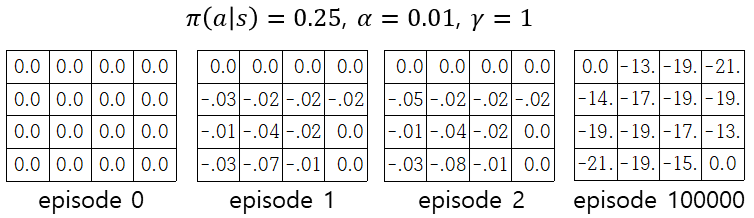 π(a|s) = 0.25, α = 0.01, γ = 1
0.0 0.0 0.0 0.0 0.0 0.0 0.0 0.0 0.0 0.0 0.0 0.0 0.0 -13. -19. -21.
0.0 0.0 0.0 0.0 -.03 -.02 -.02 -.02 -.05 -.02 -.02 -.02 -14. -17. -19. -19.
0.0 0.0 0.0 0.0 -.01 -.04 -.02 0.0 -.01 -.04 -.02 0.0 -19. -19. -17. -13.
0.0 0.0 0.0 0.0 -.03 -.07 -.01 0.0 -.03 -.08 -.01 0.0 -21. -19. -15. 0.0
episode 0 episode 1 episode 2 episode 100000